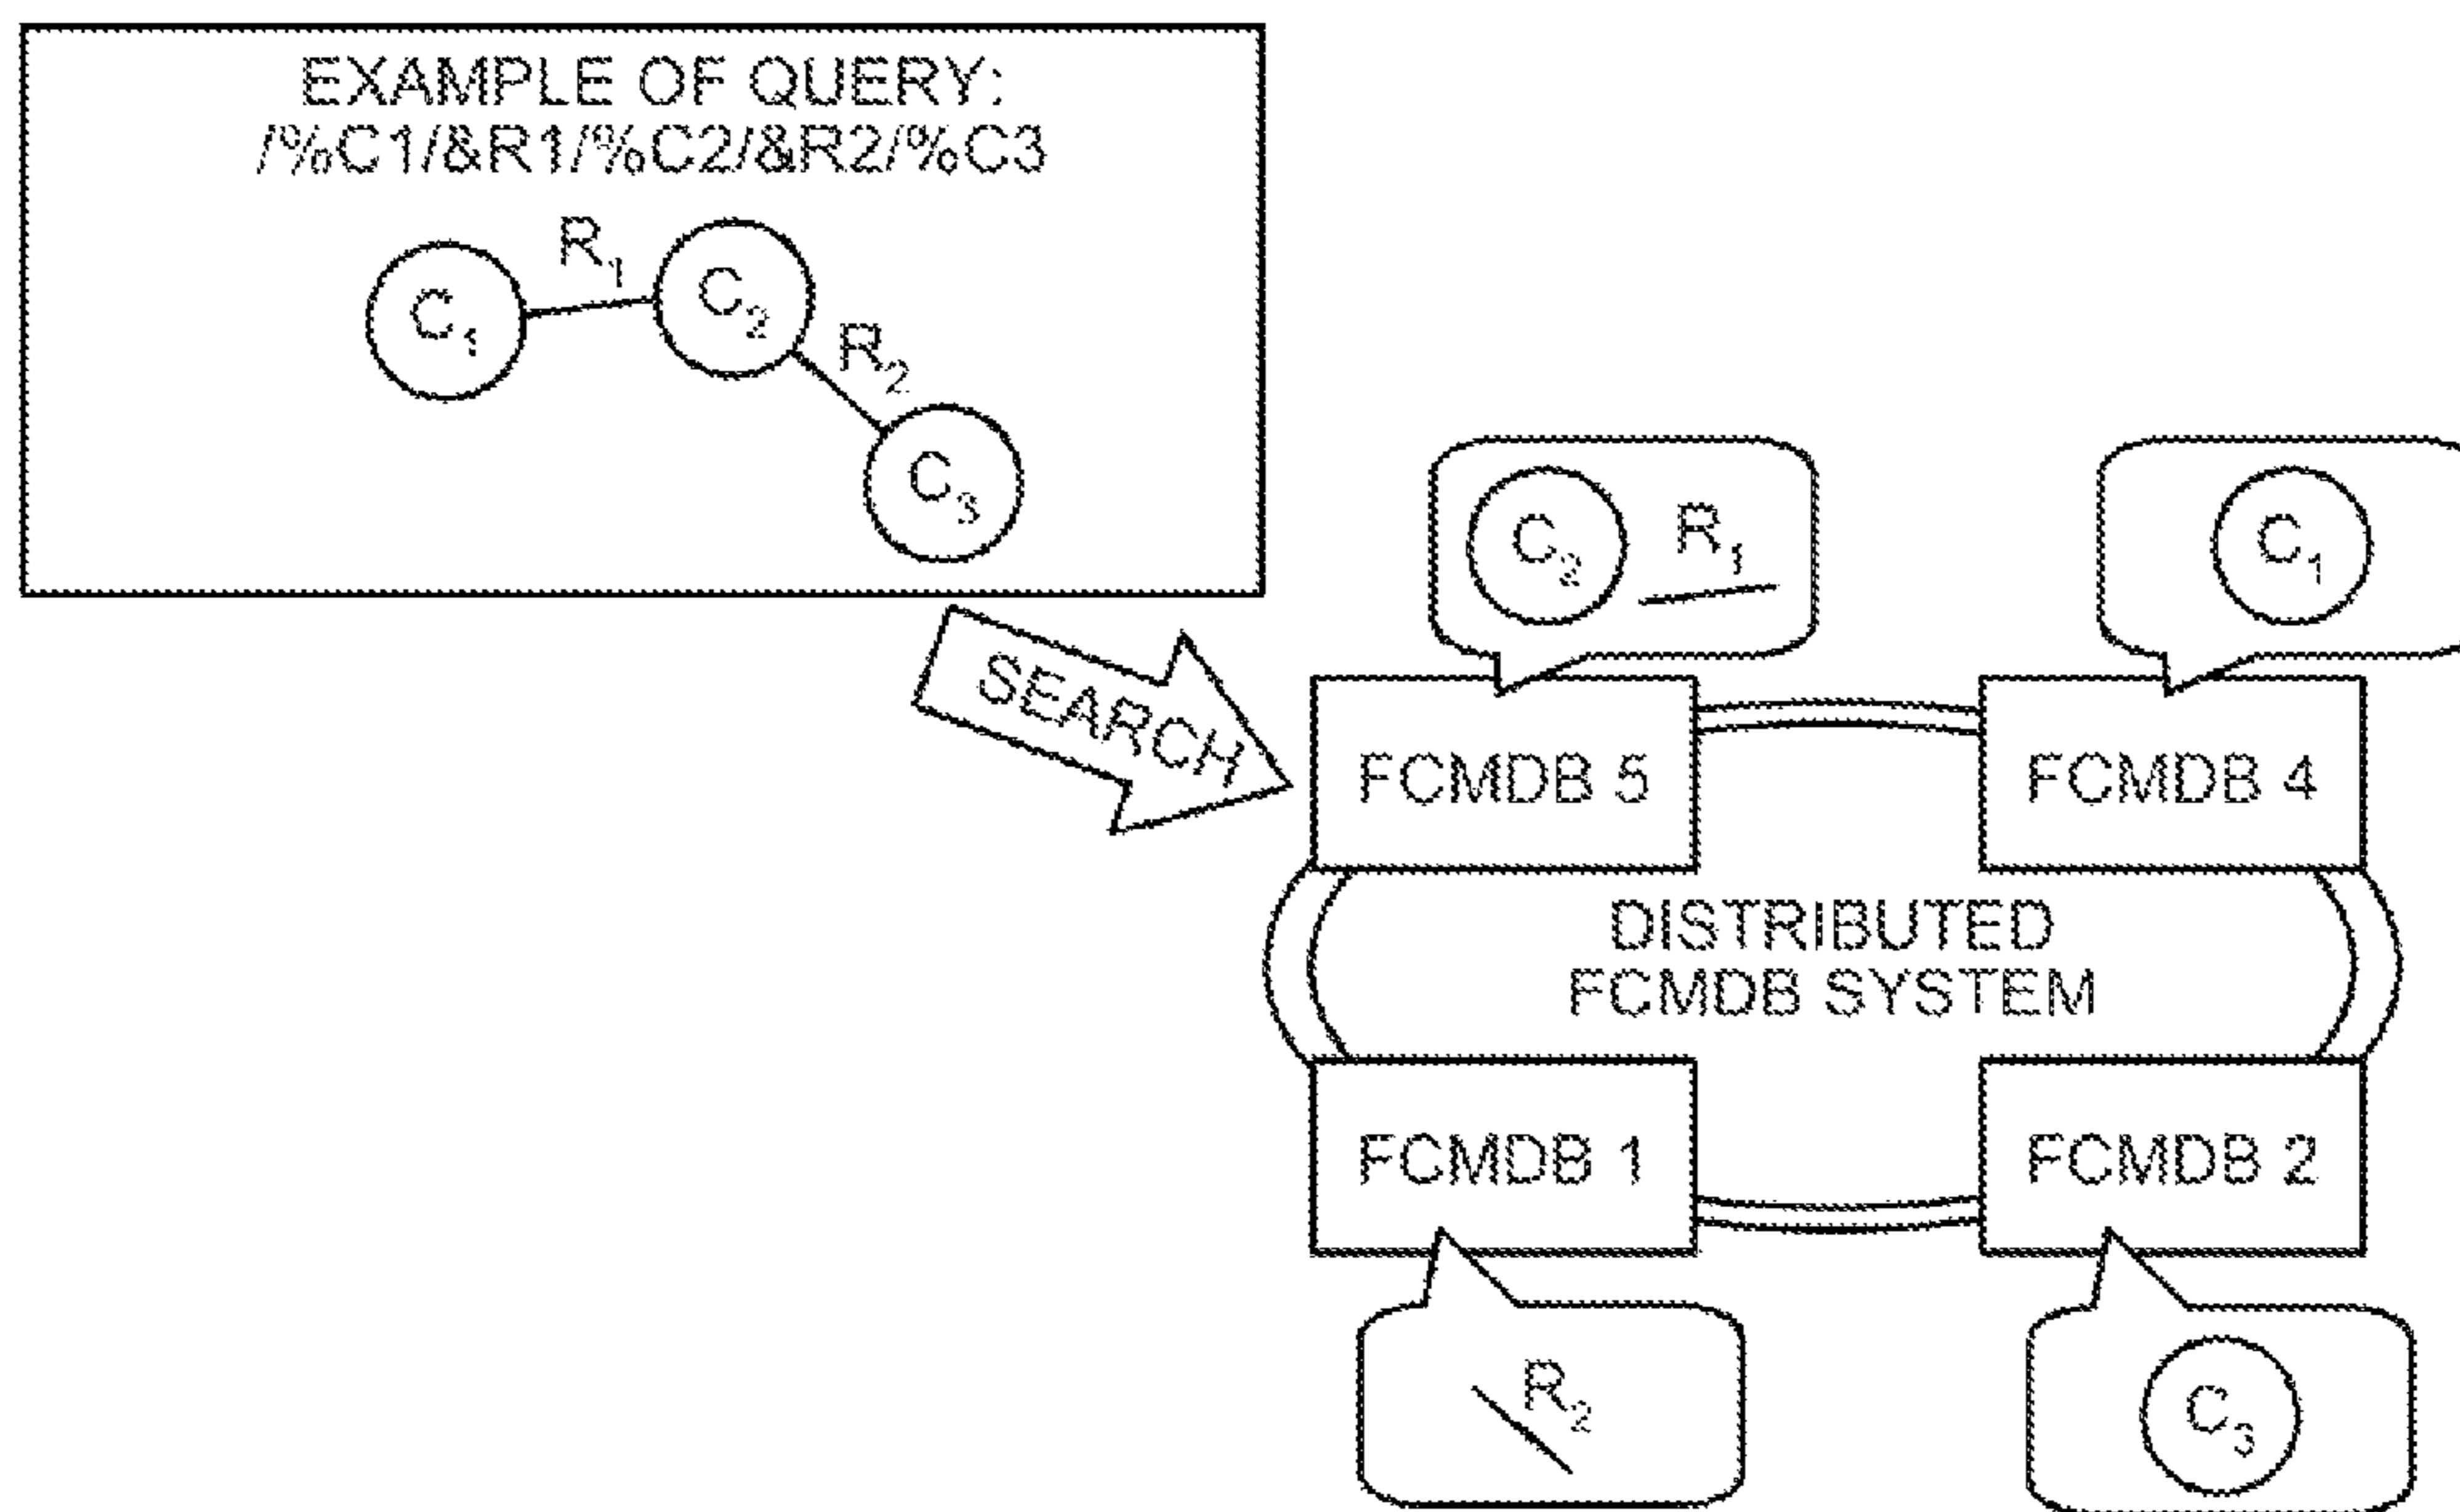 EXAMPLE OF QUERY:
/%C1/&R1/%C2/&R2/%C3
R₁
C₁
C₂
R₂
C₃
C₂ R₁
C₁
SEARCH
FCMDB 5
FCMDB 4
DISTRIBUTED
FCMDB SYSTEM
FCMDB 1
FCMDB 2
R₂
C₃